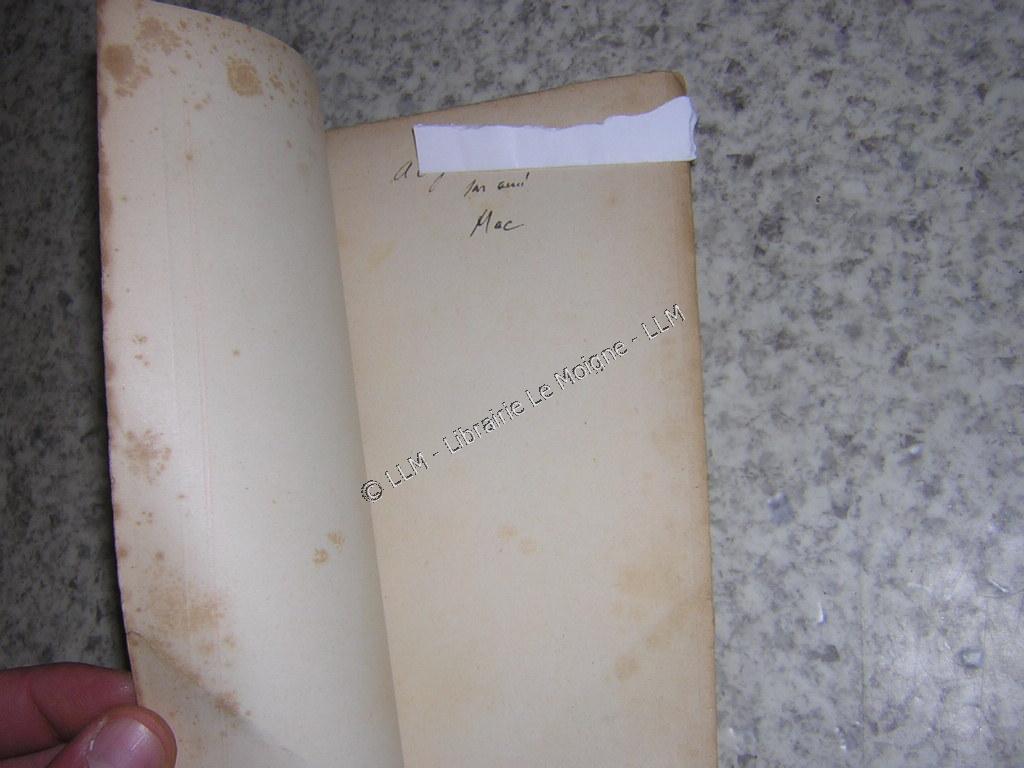 son ami
Mac
© LLM - Librairie Le Moigne - LLM